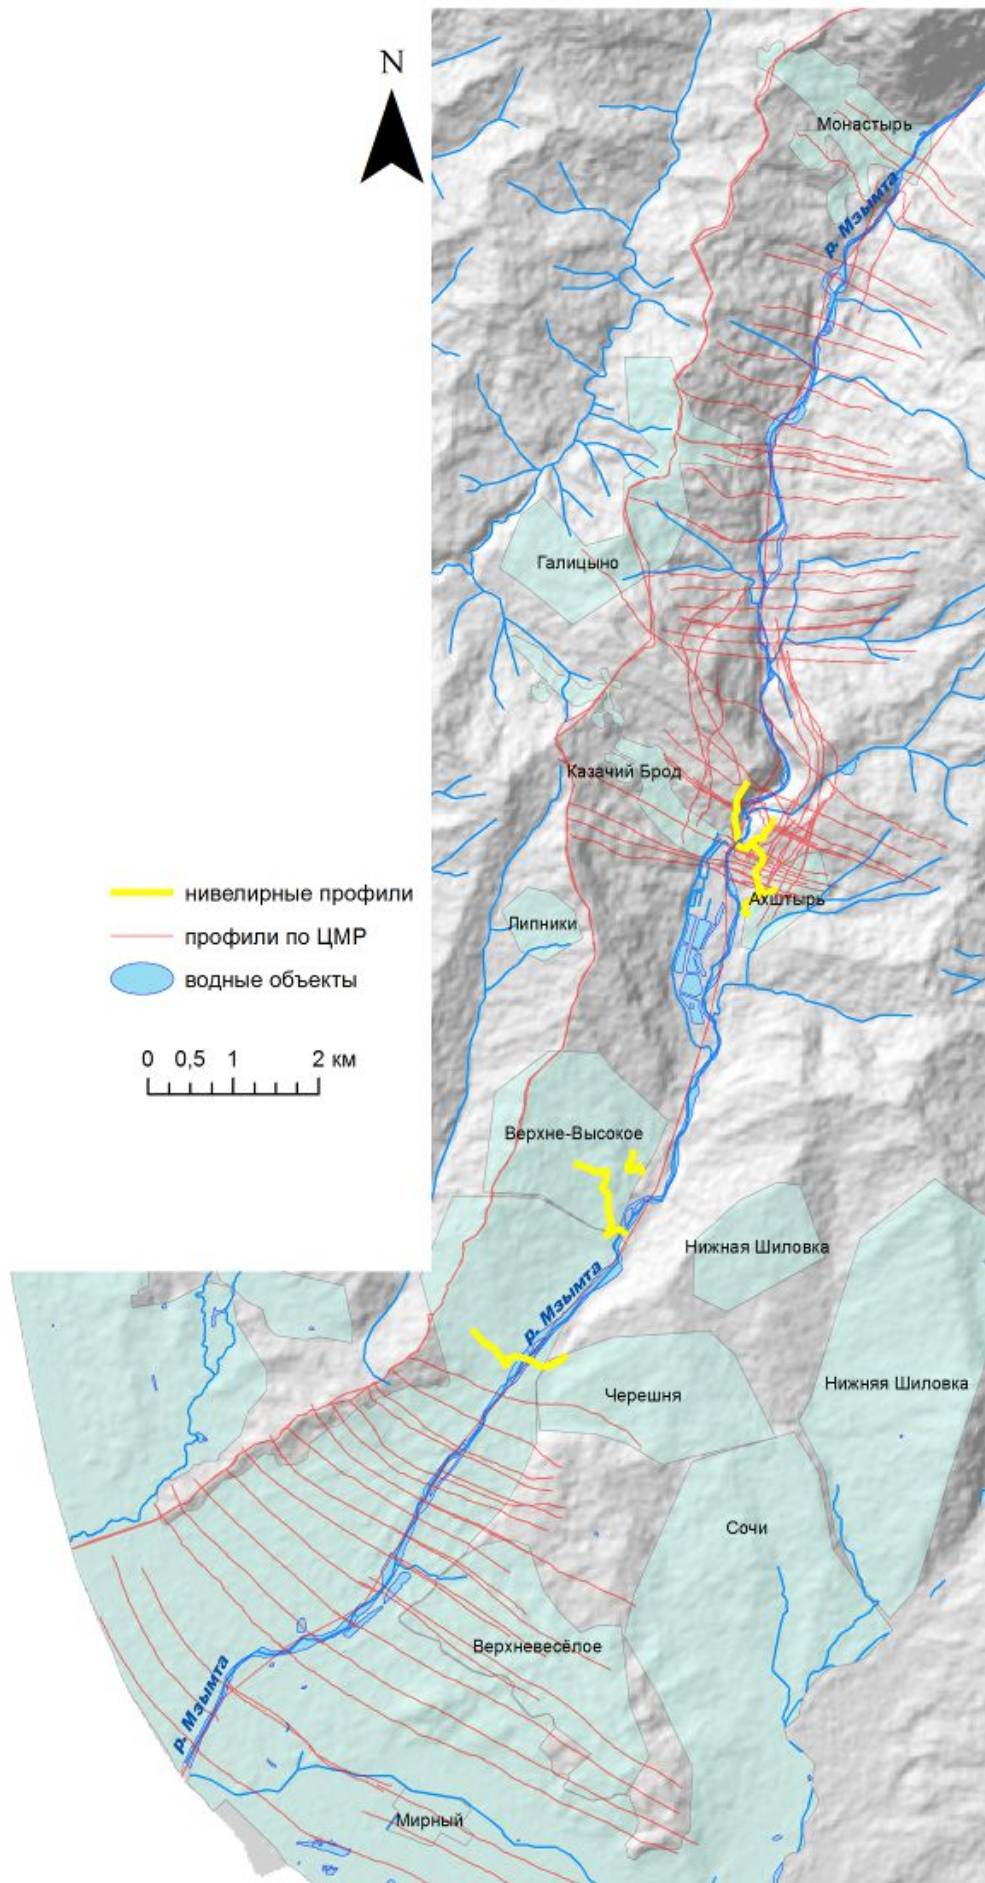 N
Монастырь
р. Мзымта
Галицыно
Казачий Брод
Ахштырь
нивелирные профили
Липники
профили по ЦМР
водные объекты
0 0,5 1 2 км
Верхне-Высокое
Нижная Шиловка
р. Мзымта
Черешня
Нижняя Шиловка
Сочи
Верхневесёлое
р. Мзымта
Мирный